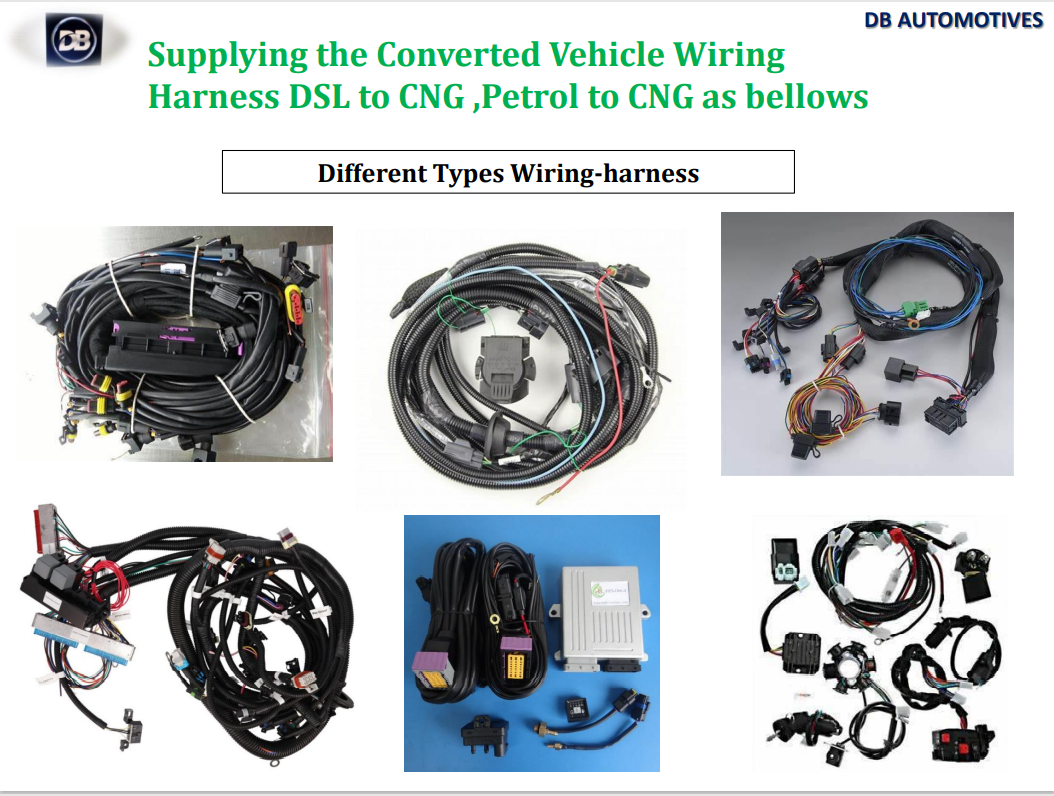 DB
DB AUTOMOTIVES
Supplying the Converted Vehicle Wiring
Harness DSL to CNG ,Petrol to CNG as bellows
Different Types Wiring-harness